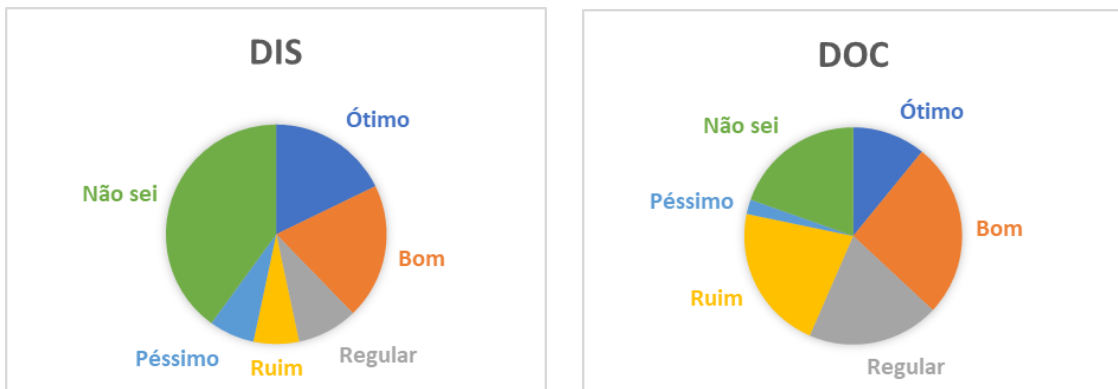 DIS
Ótimo
Não sei
Bom
Regular
Ruim
Péssimo
DOC
Ótimo
Não sei
Péssimo
Bom
Ruim
Regular